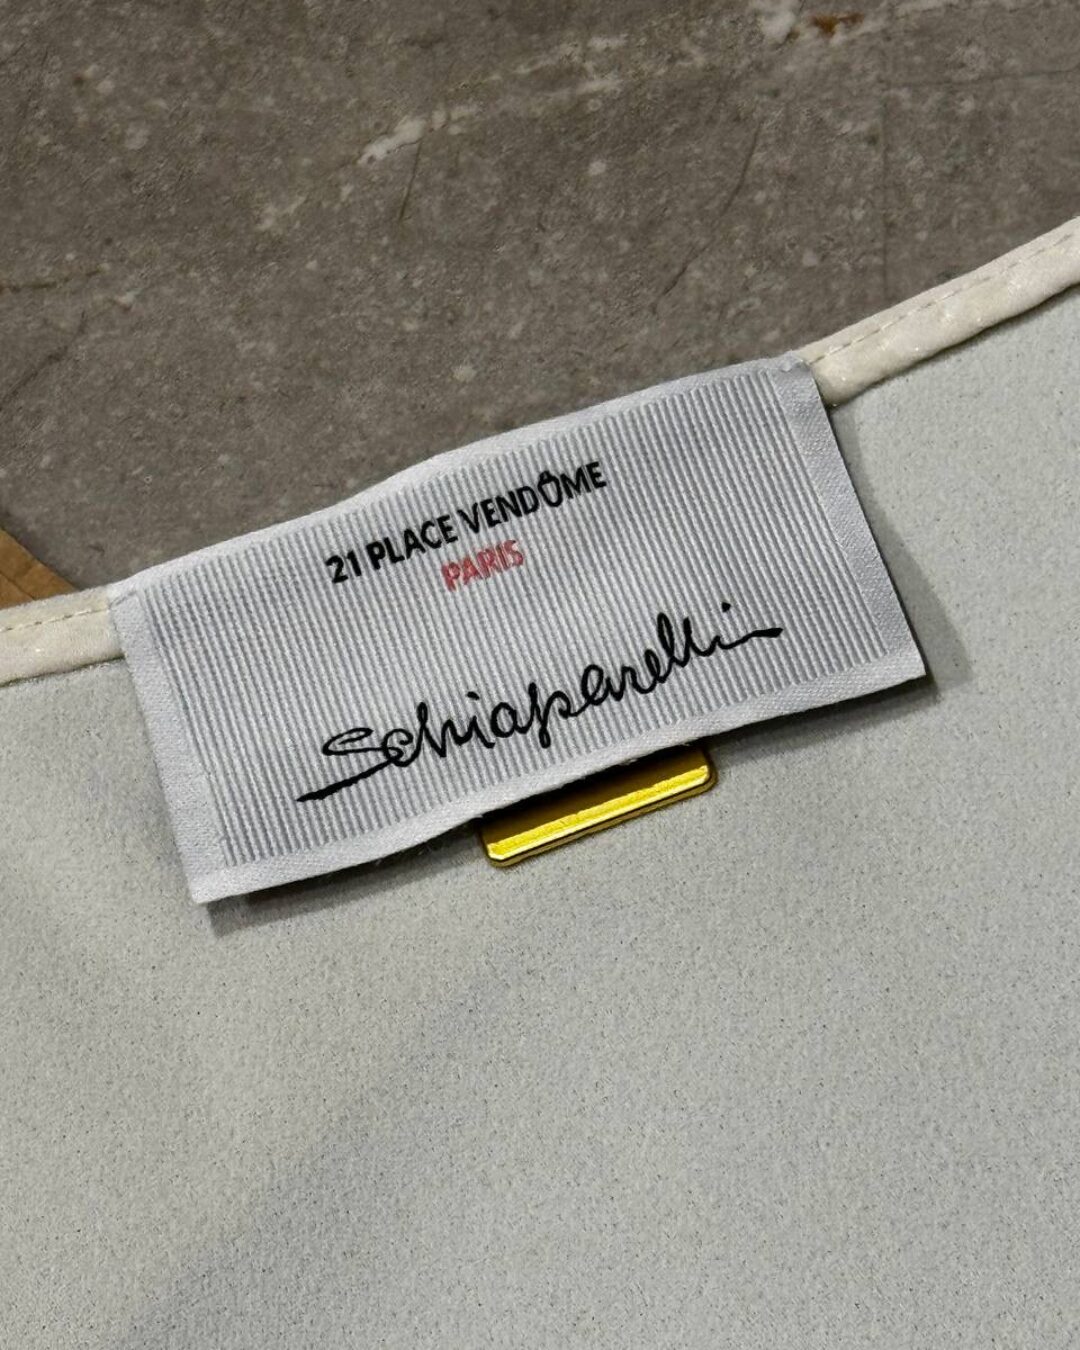 21 PLACE VENDÔME
PARIS
Schiaparelli